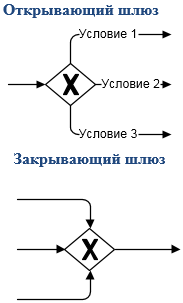 Открывающий шлюз
Условие 1
X
Условие 2
Условие 3
Закрывающий шлюз
X